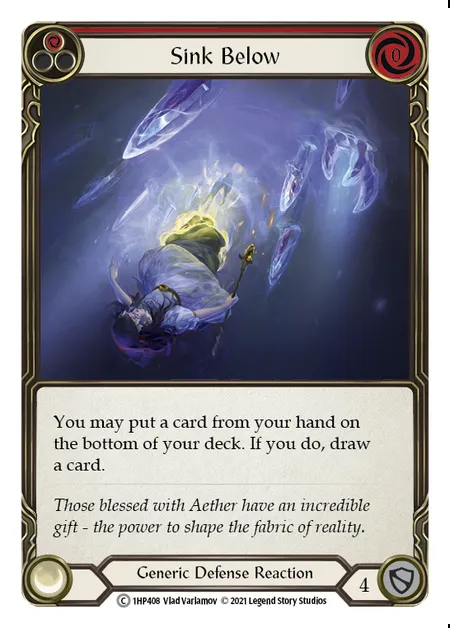 Sink Below
0
You may put a card from your hand on
the bottom of your deck. If you do, draw
a card.
Those blessed with Aether have an incredible
gift - the power to shape the fabric of reality.
Generic Defense Reaction
4
C 1HP408 Vlad Varlamov © 2021 Legend Story Studios